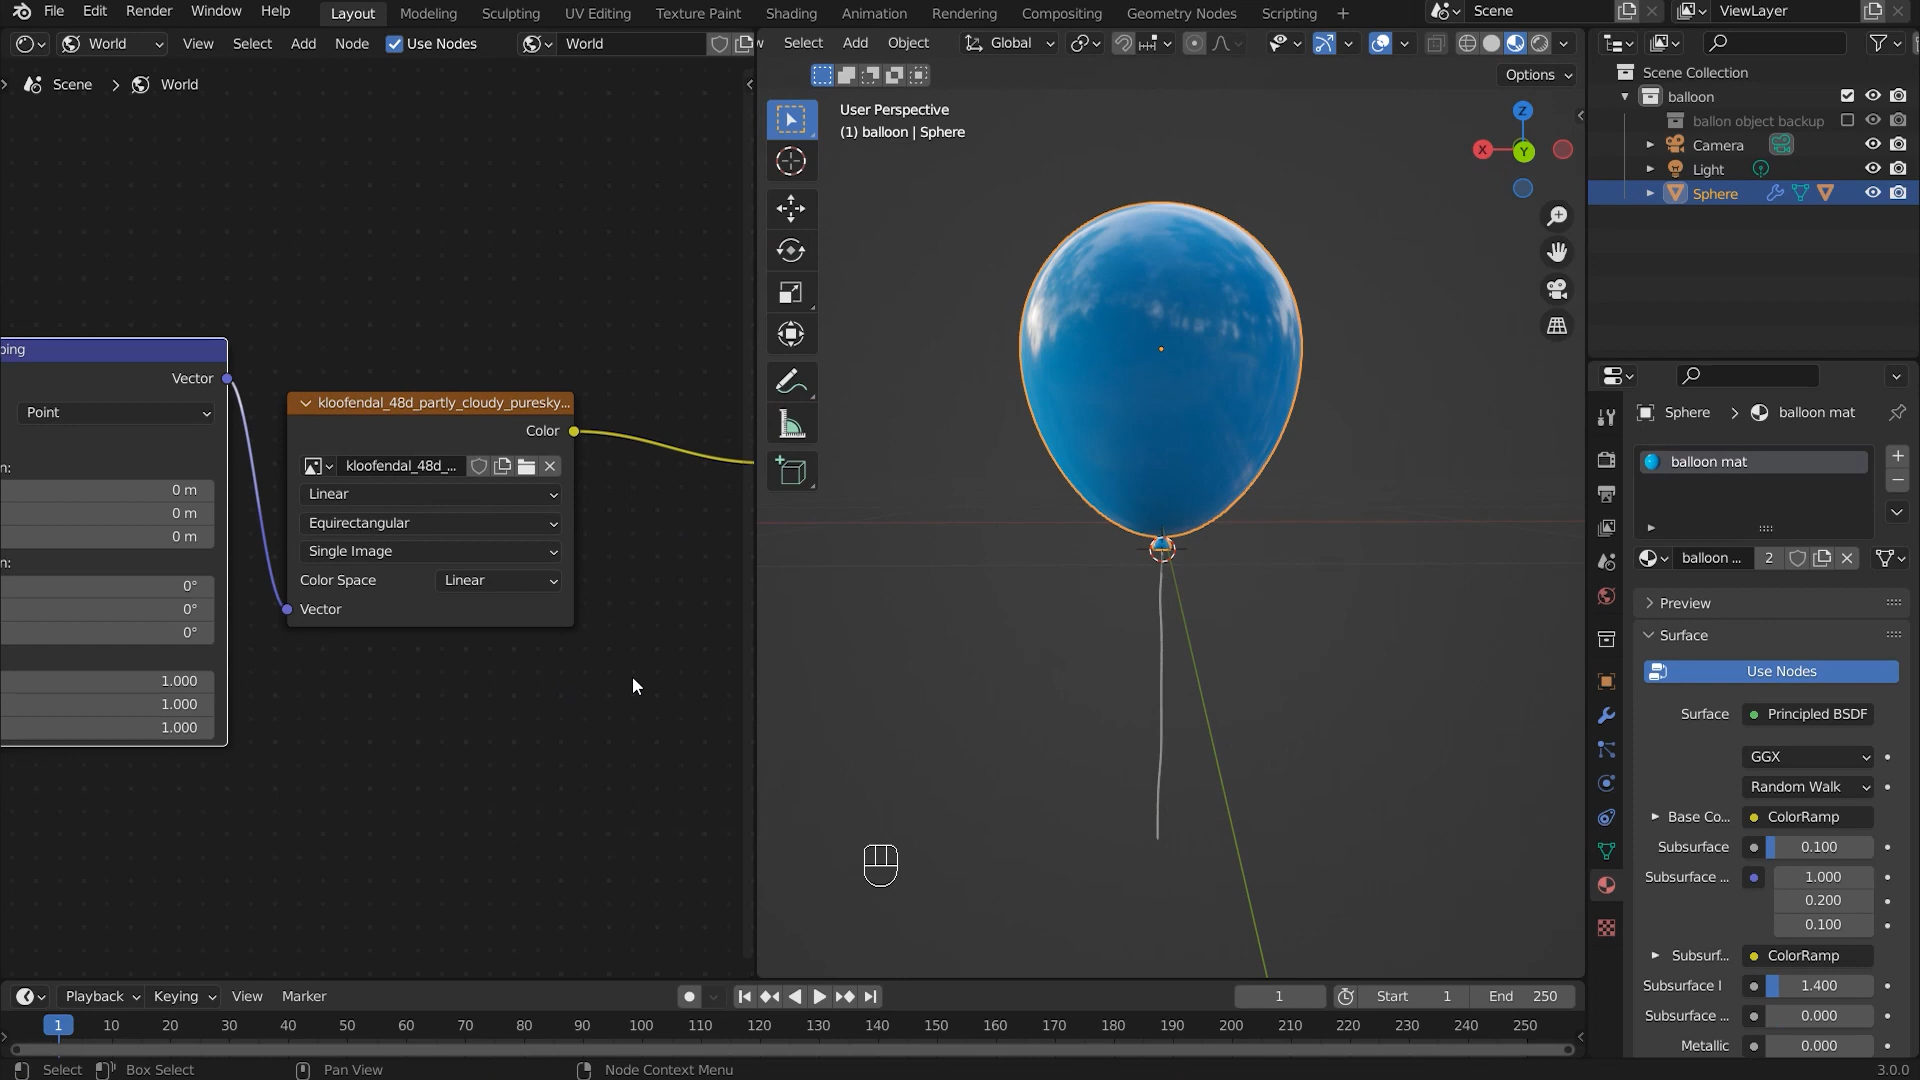 File Edit Render Window Help Layout Modeling Sculpting UV Editing Texture Paint Shading Animation Rendering Compositing Geometry Nodes Scripting + Scene ViewLayer
World View Select Add Node Use Nodes World
Select Add Object Global
Options
Scene > World
User Perspective
(1) balloon | Sphere
Z
X
Y
Scene Collection
balloon
ballon object backup
Camera
Light
Sphere
ping
Vector
Point
n:
0 m
0 m
0 m
n:
0°
0°
0°
1.000
1.000
1.000
kloofendal_48d_partly_cloudy_puresky...
Color
kloofendal_48d_...
Linear
Equirectangular
Single Image
Color Space Linear
Vector
Sphere > balloon mat
balloon mat
balloon ... 2
Preview
Surface
Use Nodes
Surface Principled BSDF
GGX
Random Walk
Base Co... ColorRamp
Subsurface 0.100
Subsurface ... 1.000
0.200
0.100
Subsurf... ColorRamp
Subsurface I 1.400
Subsurface ... 0.000
Metallic 0.000
Playback Keying View Marker 1 Start 1 End 250
1 10 20 30 40 50 60 70 80 90 100 110 120 130 140 150 160 170 180 190 200 210 220 230 240 250
Select Box Select Pan View Node Context Menu 3.0.0